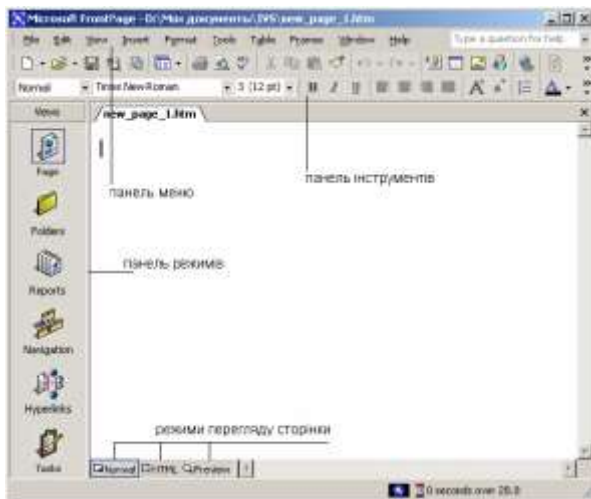 Microsoft FrontPage - D:\Мои документы\IVS\new_page_1.htm
File Edit View Insert Format Tools Table Frames Window Help Type a question for help
Normal Times New Roman 3 (12 pt) B I U A A A
Views new_page_1.htm
Page
панель інструментів
панель меню
Folders
панель режимів
Reports
Navigation
Hyperlinks
режими перегляду сторінки
Tasks Normal HTML Preview
0 seconds over 28.8